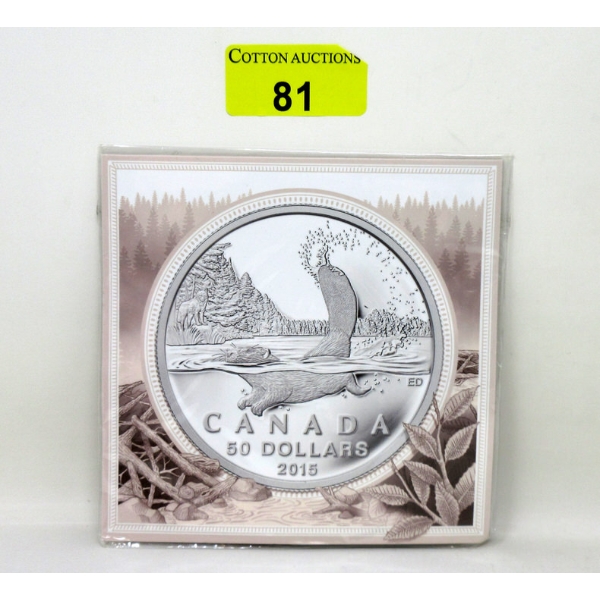 COTTON AUCTIONS
81
ED
CANADA
50 DOLLARS
2015